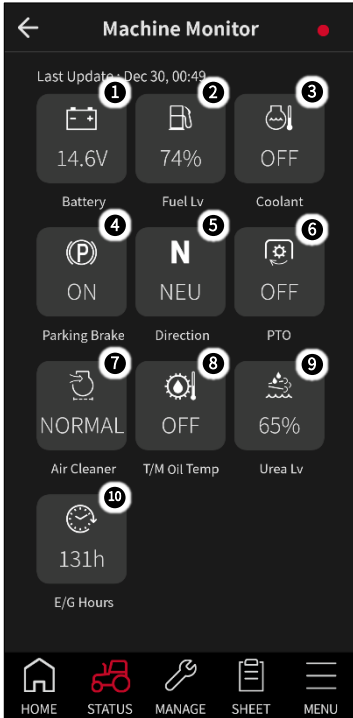 Machine Monitor
Last Update : Dec 30, 00:49
1 2 3
14.6V 74% OFF
Battery Fuel Lv Coolant
4 5 6
P N
ON NEU OFF
Parking Brake Direction PTO
7 8 9
NORMAL OFF 65%
Air Cleaner T/M Oil Temp Urea Lv
10
131h
E/G Hours
HOME STATUS MANAGE SHEET MENU